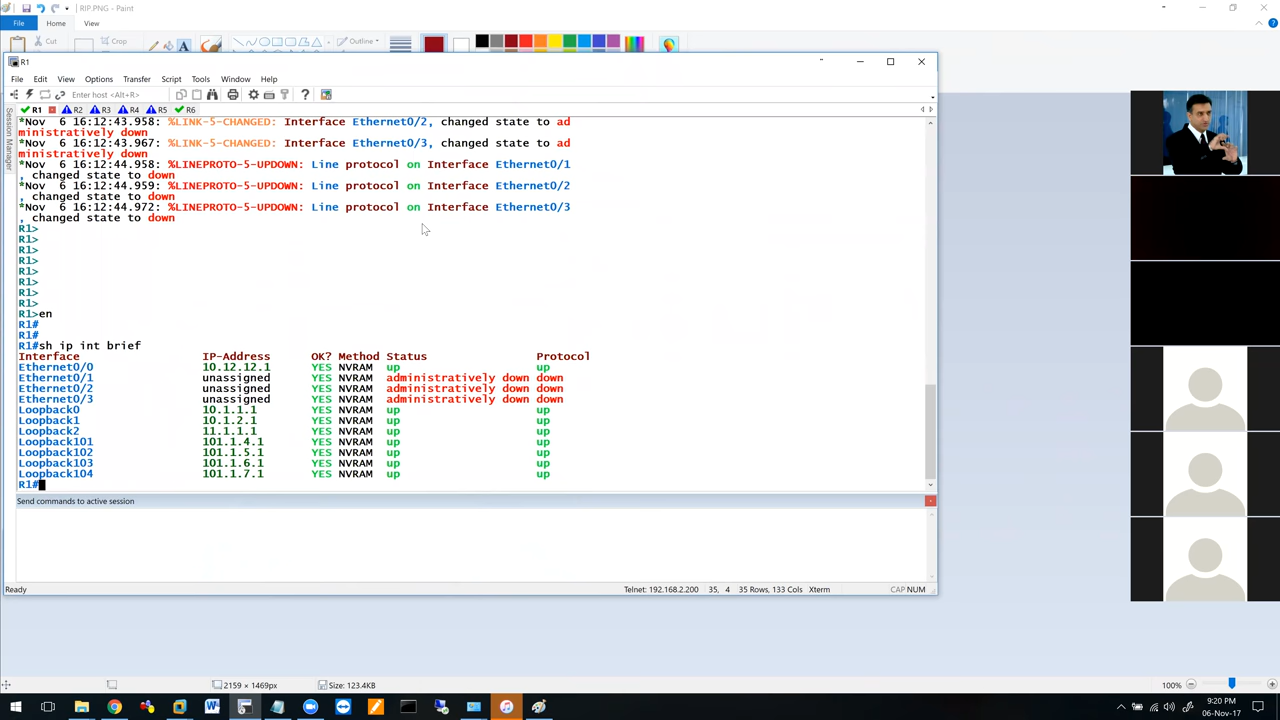 RIP.PNG - Paint
File Home View
Cut Crop A Outline
R1
File Edit View Options Transfer Script Tools Window Help
Enter host <Alt+R>
R1 R2 R3 R4 R5 R6
Session Manager
*Nov  6 16:12:43.958: %LINK-5-CHANGED: Interface Ethernet0/2, changed state to ad
ministratively down
*Nov  6 16:12:43.967: %LINK-5-CHANGED: Interface Ethernet0/3, changed state to ad
ministratively down
*Nov  6 16:12:44.958: %LINEPROTO-5-UPDOWN: Line protocol on Interface Ethernet0/1
, changed state to down
*Nov  6 16:12:44.959: %LINEPROTO-5-UPDOWN: Line protocol on Interface Ethernet0/2
, changed state to down
*Nov  6 16:12:44.972: %LINEPROTO-5-UPDOWN: Line protocol on Interface Ethernet0/3
, changed state to down
R1>
R1>
R1>
R1>
R1>
R1>
R1>
R1>
R1>en
R1#
R1#
R1#sh ip int brief
Interface IP-Address OK? Method Status Protocol
Ethernet0/0 10.12.12.1 YES NVRAM up up
Ethernet0/1 unassigned YES NVRAM administratively down down
Ethernet0/2 unassigned YES NVRAM administratively down down
Ethernet0/3 unassigned YES NVRAM administratively down down
Loopback0 10.1.1.1 YES NVRAM up up
Loopback1 10.1.2.1 YES NVRAM up up
Loopback2 11.1.1.1 YES NVRAM up up
Loopback101 101.1.4.1 YES NVRAM up up
Loopback102 101.1.5.1 YES NVRAM up up
Loopback103 101.1.6.1 YES NVRAM up up
Loopback104 101.1.7.1 YES NVRAM up up
R1#
Send commands to active session
Ready Telnet: 192.168.2.200 35, 4 35 Rows, 133 Cols Xterm CAP NUM
2159 × 1469px Size: 123.4KB 100%
9:20 PM
06-Nov-17